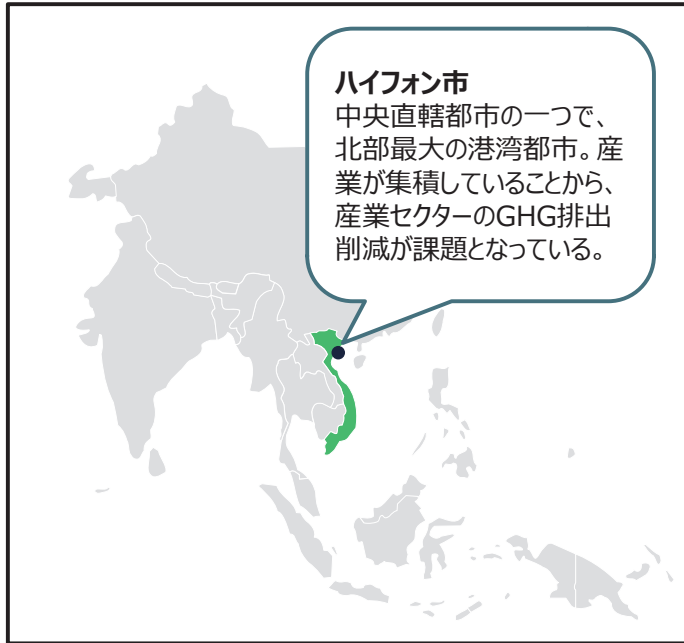 ハイフォン市
中央直轄都市の一つで、
北部最大の港湾都市。産
業が集積していることから、
産業セクターのGHG排出
削減が課題となっている。